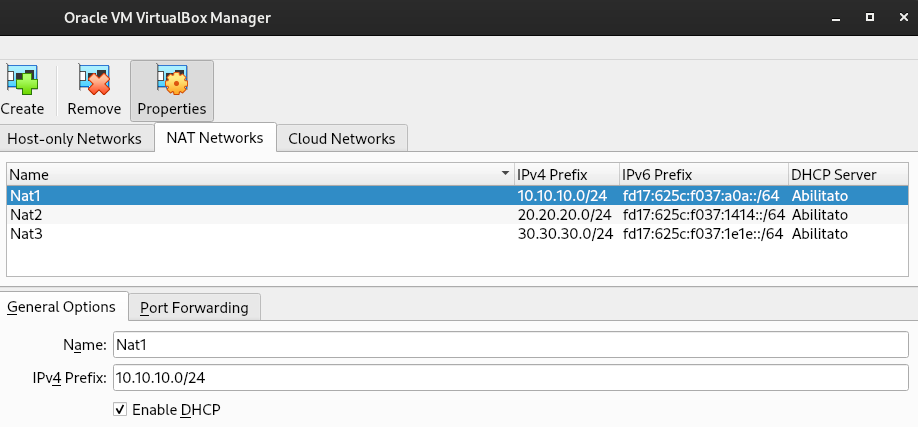 Oracle VM VirtualBox Manager
Create Remove Properties
Host-only Networks NAT Networks Cloud Networks
Name IPv4 Prefix IPv6 Prefix DHCP Server
Nat1 10.10.10.0/24 fd17:625c:f037:a0a::/64 Abilitato
Nat2 20.20.20.0/24 fd17:625c:f037:1414::/64 Abilitato
Nat3 30.30.30.0/24 fd17:625c:f037:1e1e::/64 Abilitato
General Options Port Forwarding
Name: Nat1
IPv4 Prefix: 10.10.10.0/24
Enable DHCP